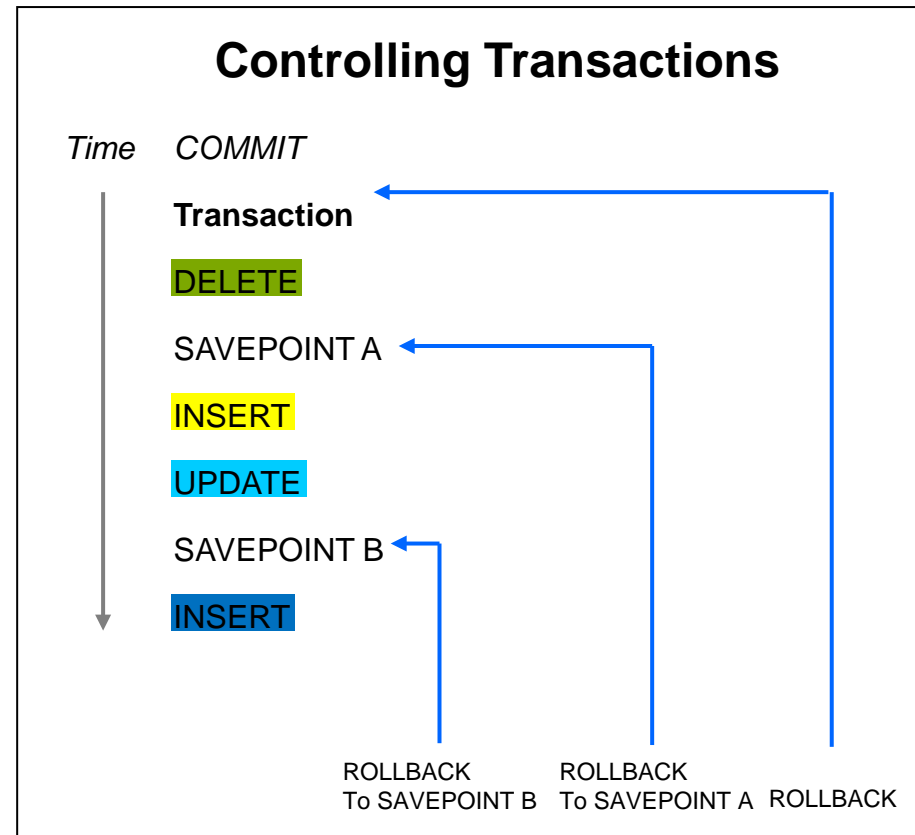 Controlling Transactions
Time COMMIT
Transaction
DELETE
SAVEPOINT A
INSERT
UPDATE
SAVEPOINT B
INSERT
ROLLBACK
To SAVEPOINT B
ROLLBACK
To SAVEPOINT A
ROLLBACK